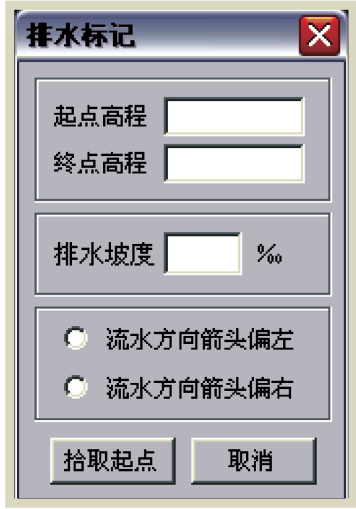 排水标记
起点高程
终点高程
排水坡度 ‰
流水方向箭头偏左
流水方向箭头偏右
拾取起点 取消